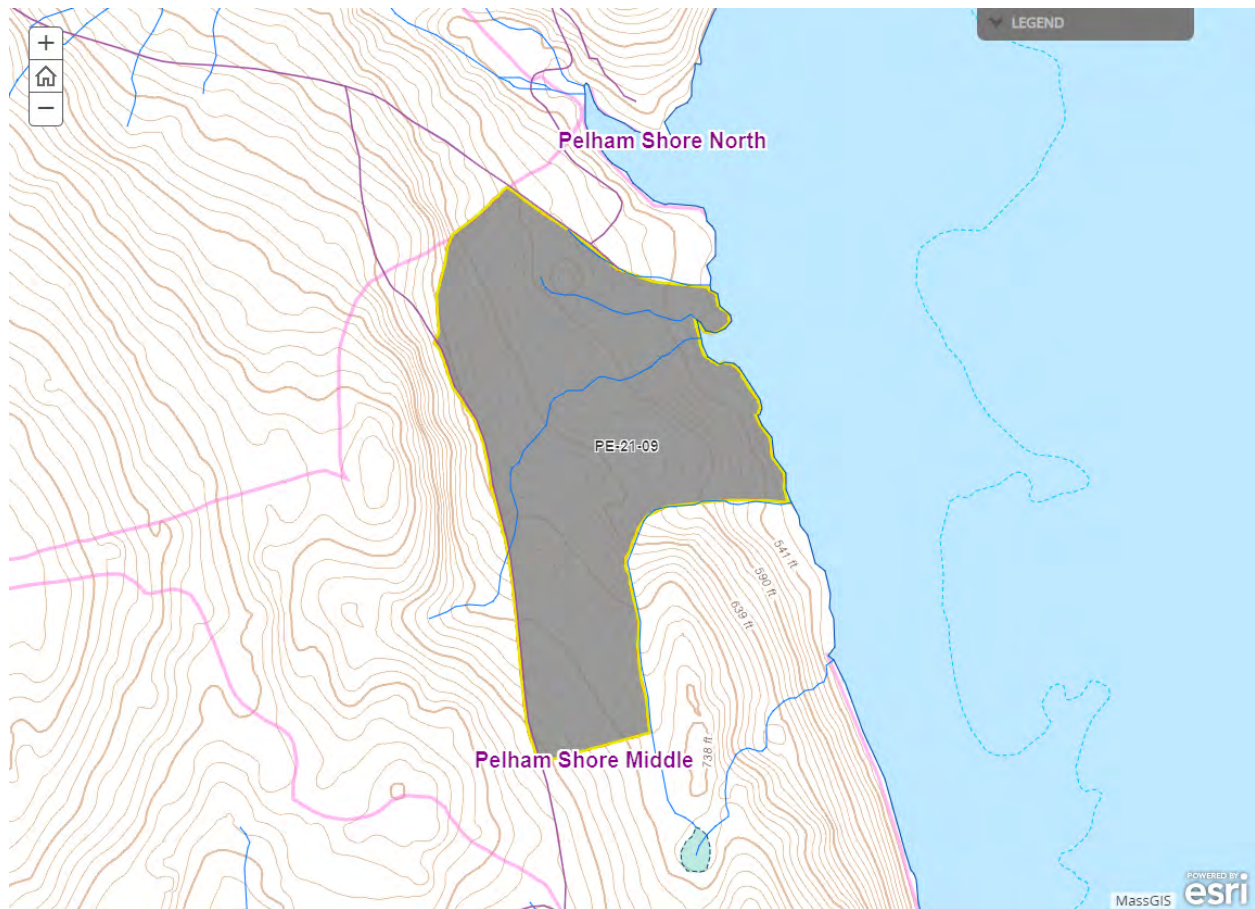 LEGEND
+
−
Pelham Shore North
PE-21-09
541 ft
590 ft
639 ft
738 ft
Pelham Shore Middle
MassGIS
POWERED BY
esri